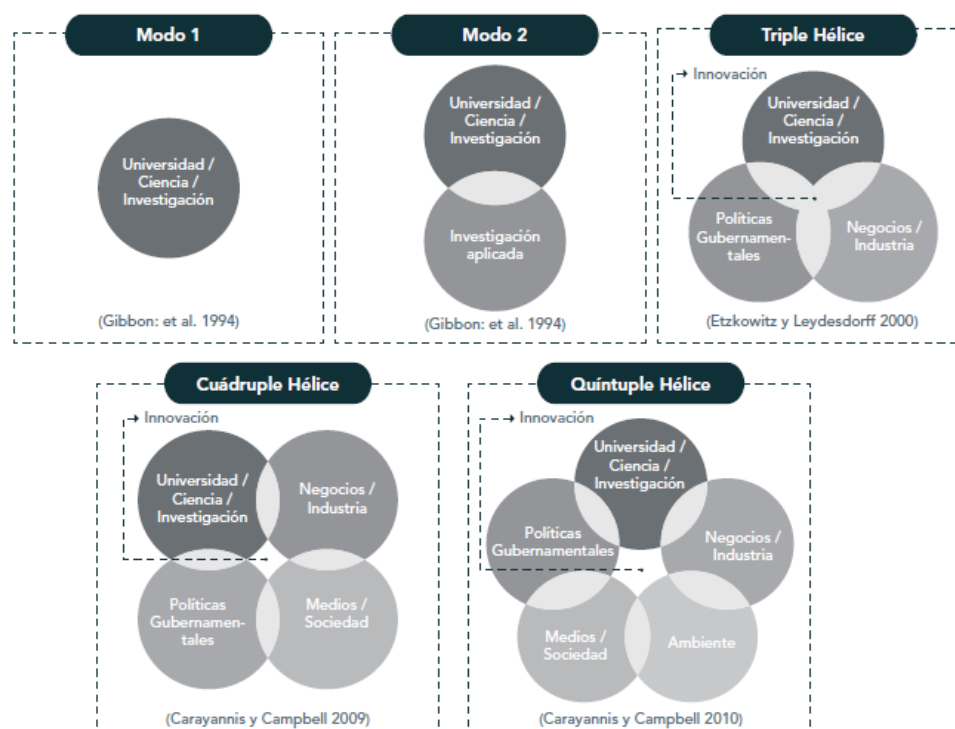 Modo 1
Universidad /
Ciencia /
Investigación
(Gibbon: et al. 1994)
Modo 2
Universidad /
Ciencia /
Investigación
Investigación
aplicada
(Gibbon: et al. 1994)
Triple Hélice
Innovación
Universidad /
Ciencia /
Investigación
Políticas
Gubernamen-
tales
Negocios /
Industria
(Etzkowitz y Leydesdorff 2000)
Cuádruple Hélice
Innovación
Universidad /
Ciencia /
Investigación
Negocios /
Industria
Políticas
Gubernamen-
tales
Medios /
Sociedad
(Carayannis y Campbell 2009)
Quíntuple Hélice
Innovación
Universidad /
Ciencia /
Investigación
Políticas
Gubernamentales
Negocios /
Industria
Medios /
Sociedad
Ambiente
(Carayannis y Campbell 2010)